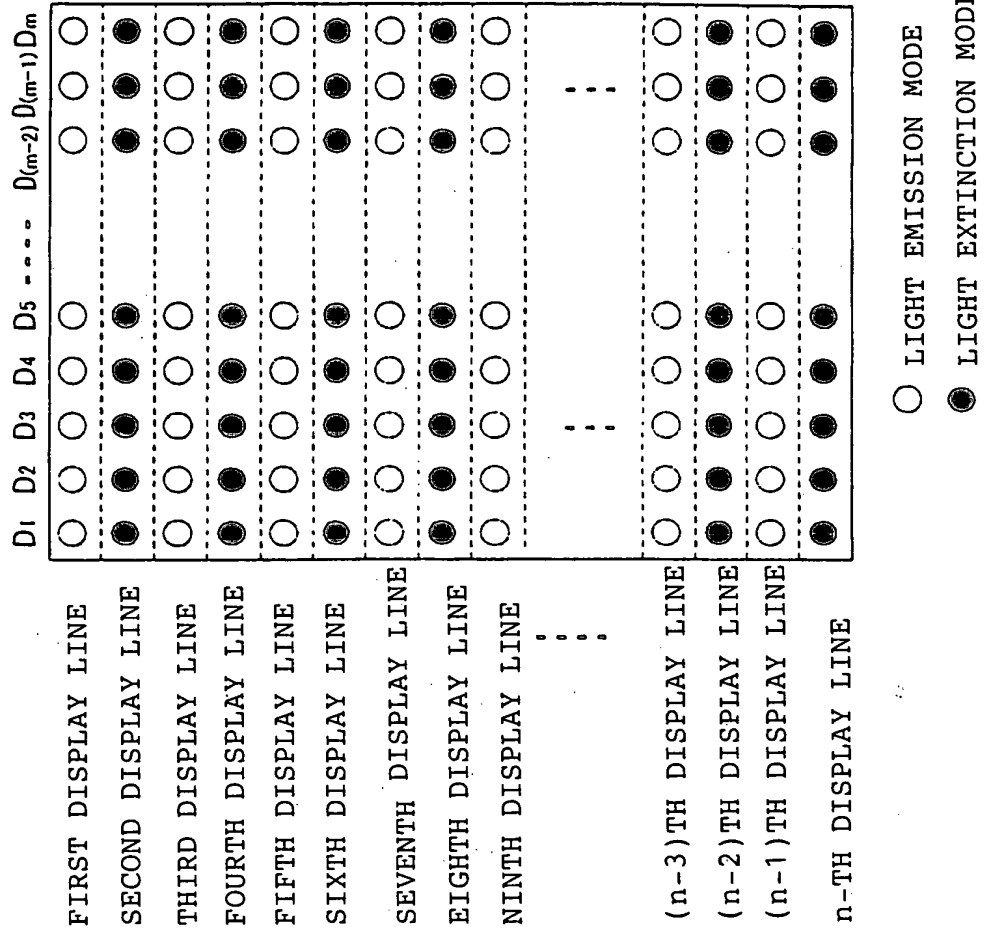 D1 D2 D3 D4 D5 ---- D(m-2) D(m-1) Dm
FIRST DISPLAY LINE
SECOND DISPLAY LINE
THIRD DISPLAY LINE
FOURTH DISPLAY LINE
FIFTH DISPLAY LINE
SIXTH DISPLAY LINE
SEVENTH DISPLAY LINE
EIGHTH DISPLAY LINE
NINTH DISPLAY LINE
(n-3)TH DISPLAY LINE
(n-2)TH DISPLAY LINE
(n-1)TH DISPLAY LINE
n-TH DISPLAY LINE
LIGHT EMISSION MODE
LIGHT EXTINCTION MODE